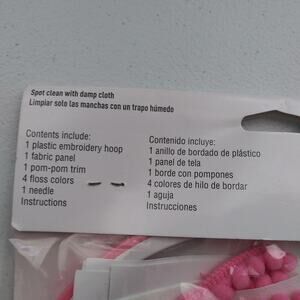 Spot clean with damp cloth
Limpiar solo las manchas con un trapo húmedo
Contents include:
1 plastic embroidery hoop
1 fabric panel
1 pom-pom trim
4 floss colors
1 needle
Instructions
Contenido incluye:
1 anillo de bordado de plástico
1 panel de tela
1 borde con pompones
4 colores de hilo de bordar
1 aguja
Instrucciones